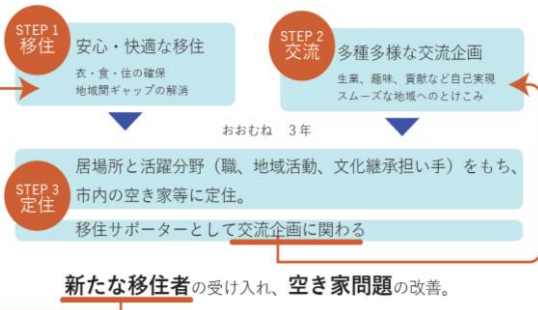 STEP 1
移住
安心・快適な移住
衣・食・住の確保
地域間ギャップの解消
STEP 2
交流
多種多様な交流企画
生業、趣味、貢献など自己実現
スムーズな地域へのとけこみ
おおむね 3年
STEP 3
定住
居場所と活躍分野（職、地域活動、文化継承担い手）をもち、
市内の空き家等に定住。
移住サポーターとして交流企画に関わる
新たな移住者の受け入れ、空き家問題の改善。